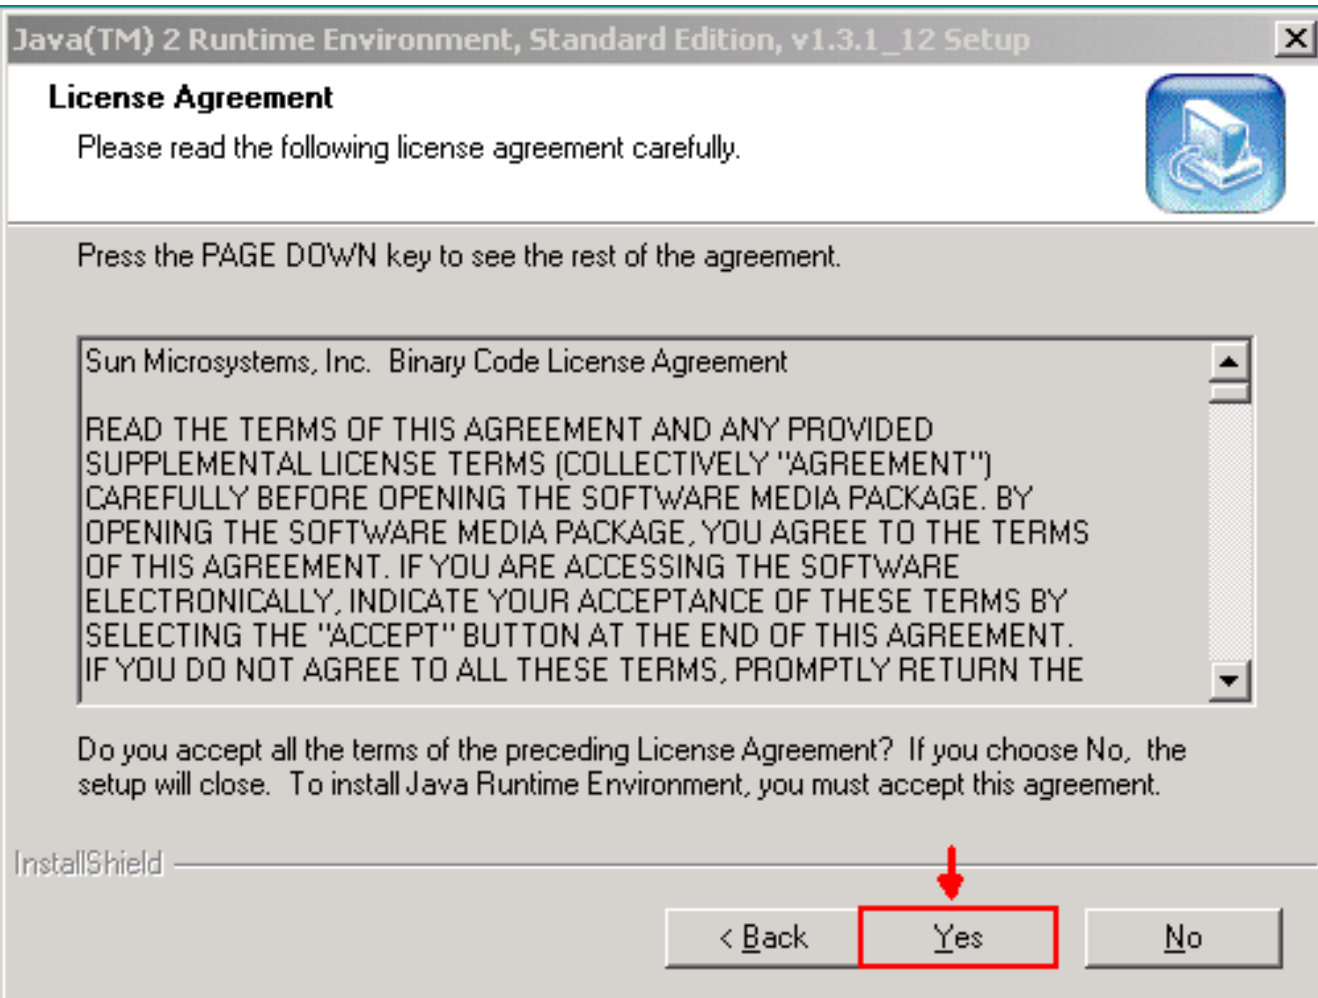 Java(TM) 2 Runtime Environment, Standard Edition, v1.3.1_12 Setup
License Agreement
Please read the following license agreement carefully.
Press the PAGE DOWN key to see the rest of the agreement.
Sun Microsystems, Inc.  Binary Code License Agreement
READ THE TERMS OF THIS AGREEMENT AND ANY PROVIDED
SUPPLEMENTAL LICENSE TERMS (COLLECTIVELY "AGREEMENT")
CAREFULLY BEFORE OPENING THE SOFTWARE MEDIA PACKAGE. BY
OPENING THE SOFTWARE MEDIA PACKAGE, YOU AGREE TO THE TERMS
OF THIS AGREEMENT. IF YOU ARE ACCESSING THE SOFTWARE
ELECTRONICALLY, INDICATE YOUR ACCEPTANCE OF THESE TERMS BY
SELECTING THE "ACCEPT" BUTTON AT THE END OF THIS AGREEMENT.
IF YOU DO NOT AGREE TO ALL THESE TERMS, PROMPTLY RETURN THE
Do you accept all the terms of the preceding License Agreement?  If you choose No,  the
setup will close.  To install Java Runtime Environment, you must accept this agreement.
InstallShield
< Back
Yes
No